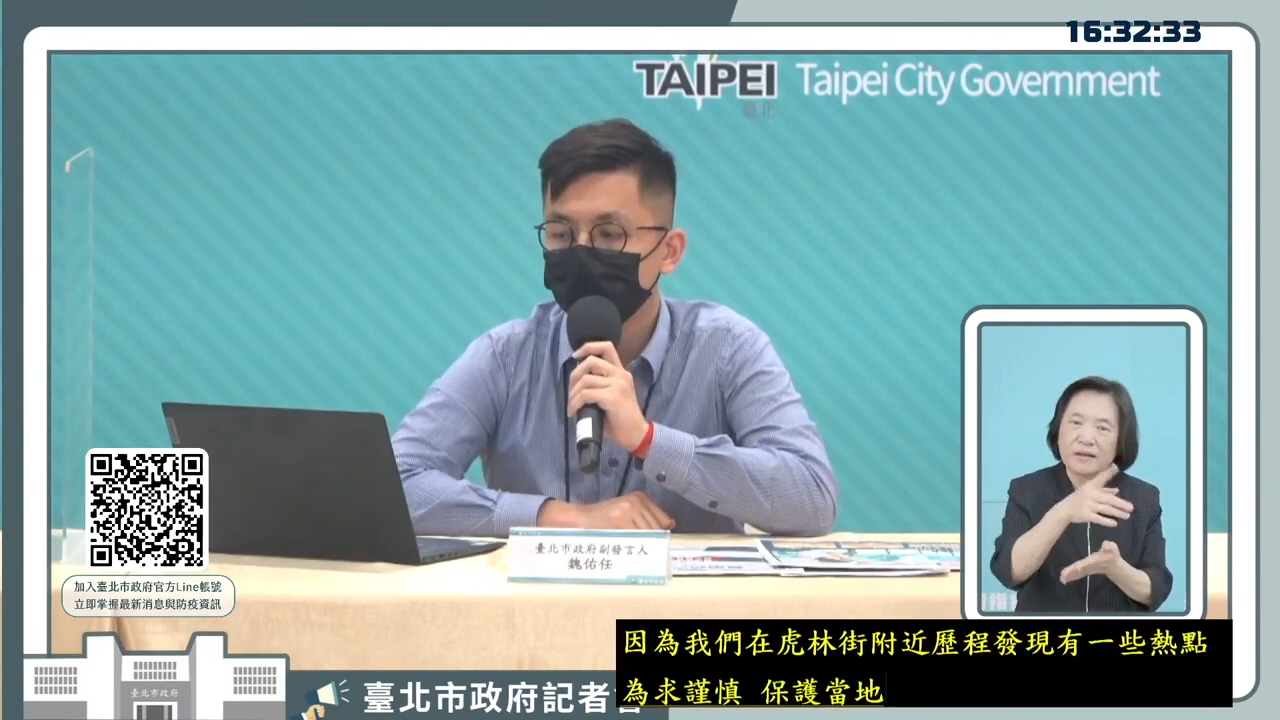 16:32:33
TAIPEI
臺北
Taipei City Government
臺北市政府副發言人
魏佑任
加入臺北市政府官方Line帳號
立即掌握最新消息與防疫資訊
臺北市政府
臺北市政府記者會
因為我們在虎林街附近歷程發現有一些熱點
為求謹慎 保護當地